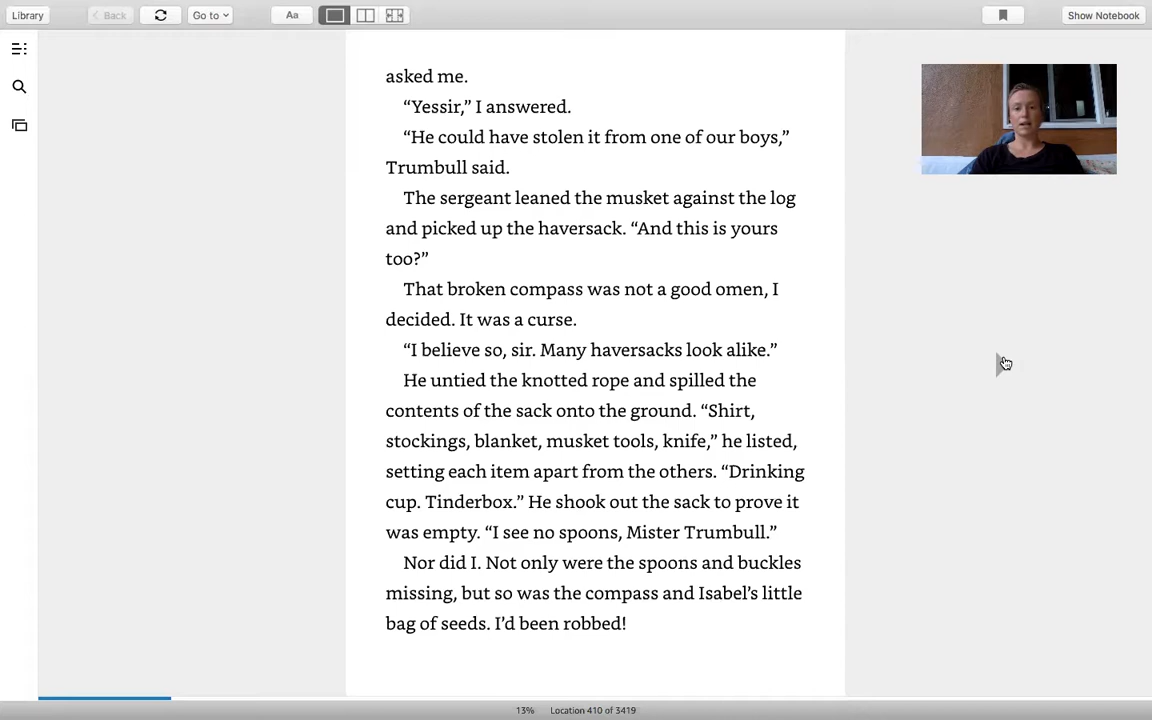 Library
Back
Go to
Aa
Show Notebook
asked me.
“Yessir,” I answered.
“He could have stolen it from one of our boys,”
Trumbull said.
The sergeant leaned the musket against the log
and picked up the haversack. “And this is yours
too?”
That broken compass was not a good omen, I
decided. It was a curse.
“I believe so, sir. Many haversacks look alike.”
He untied the knotted rope and spilled the
contents of the sack onto the ground. “Shirt,
stockings, blanket, musket tools, knife,” he listed,
setting each item apart from the others. “Drinking
cup. Tinderbox.” He shook out the sack to prove it
was empty. “I see no spoons, Mister Trumbull.”
Nor did I. Not only were the spoons and buckles
missing, but so was the compass and Isabel’s little
bag of seeds. I’d been robbed!
13% Location 410 of 3419